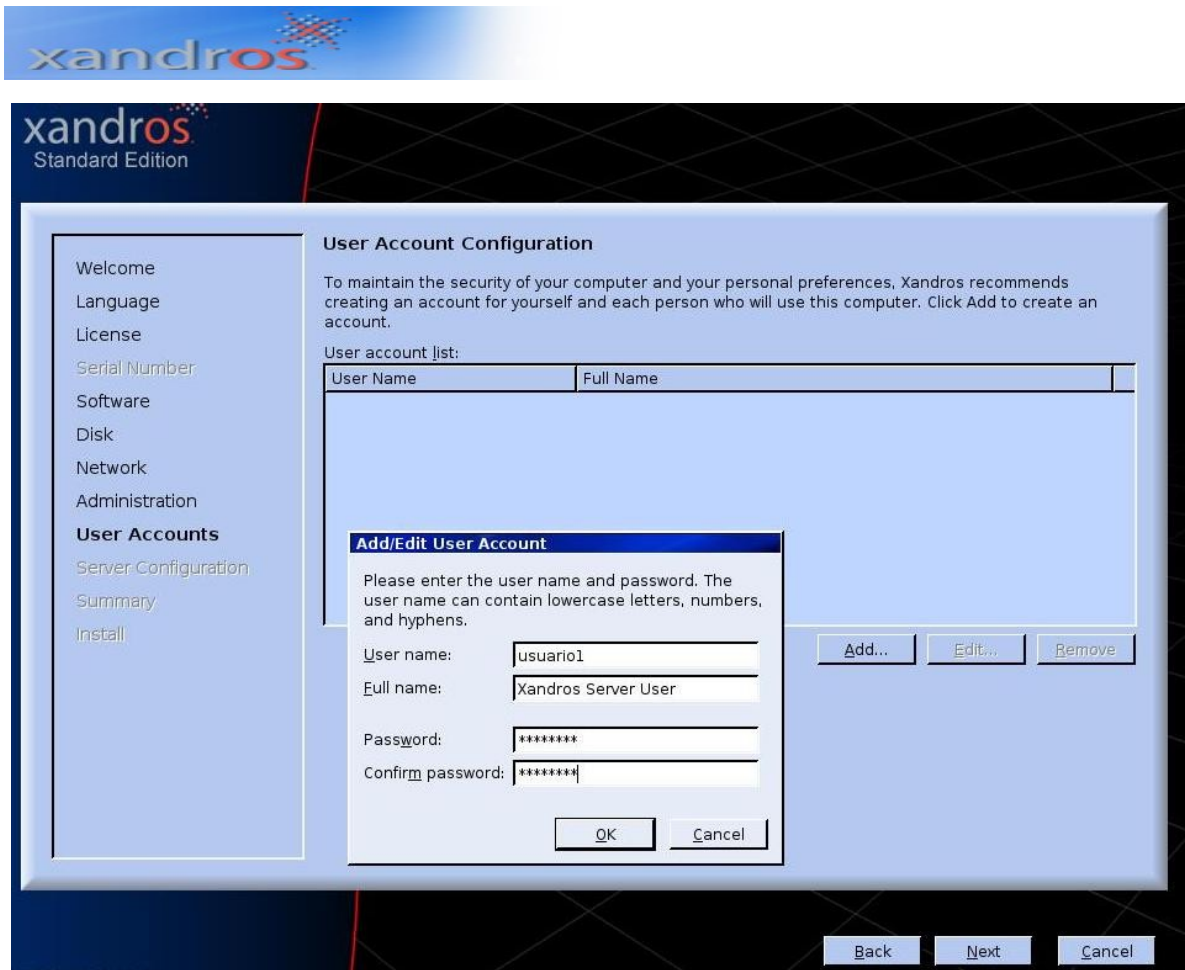 xandros
xandros
Standard Edition
Welcome
Language
License
Serial Number
Software
Disk
Network
Administration
User Accounts
Server Configuration
Summary
Install
User Account Configuration
To maintain the security of your computer and your personal preferences, Xandros recommends
creating an account for yourself and each person who will use this computer. Click Add to create an
account.
User account list:
User Name Full Name
Add... Edit... Remove
Add/Edit User Account
Please enter the user name and password. The
user name can contain lowercase letters, numbers,
and hyphens.
User name: usuario1
Full name: Xandros Server User
Password: ********
Confirm password: ********
OK Cancel
Back Next Cancel